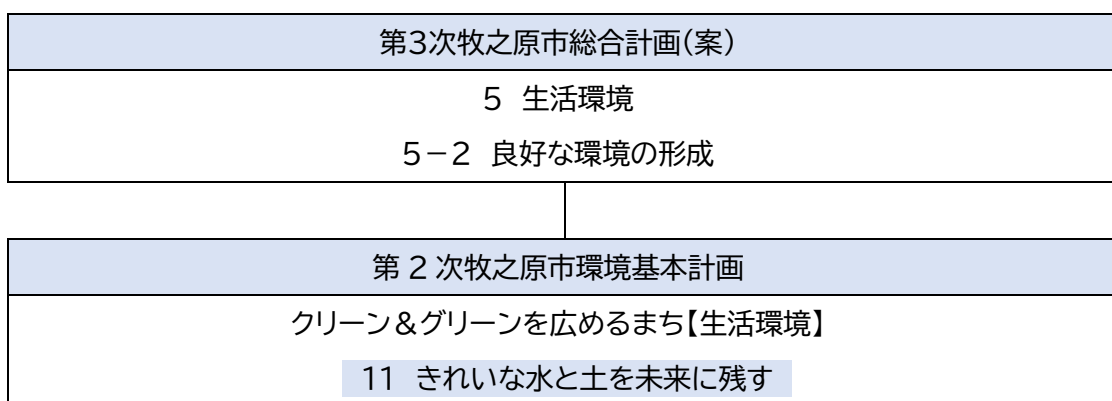 第3次牧之原市総合計画(案)
5 生活環境
5-2 良好な環境の形成
第2次牧之原市環境基本計画
クリーン&グリーンを広めるまち【生活環境】
11 きれいな水と土を未来に残す